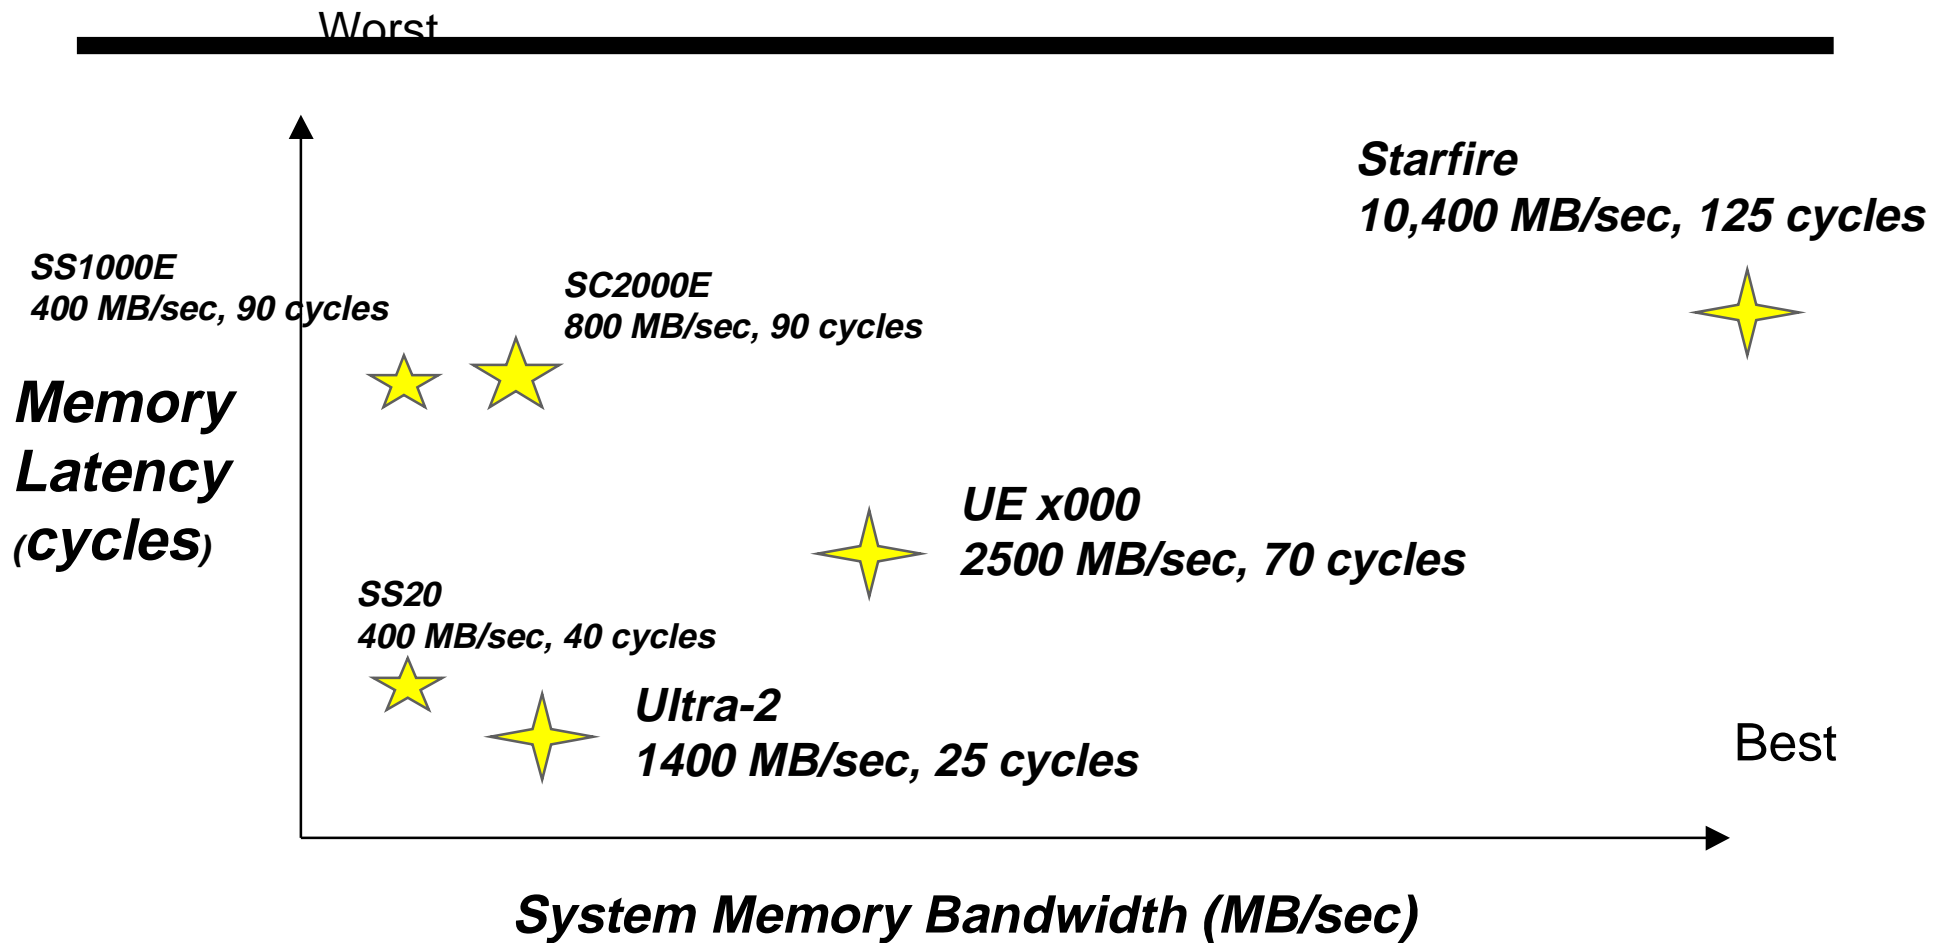 Worst
Starfire
10,400 MB/sec, 125 cycles
SS1000E
400 MB/sec, 90 cycles
SC2000E
800 MB/sec, 90 cycles
Memory
Latency
(cycles)
UE x000
2500 MB/sec, 70 cycles
SS20
400 MB/sec, 40 cycles
Ultra-2
1400 MB/sec, 25 cycles
Best
System Memory Bandwidth (MB/sec)